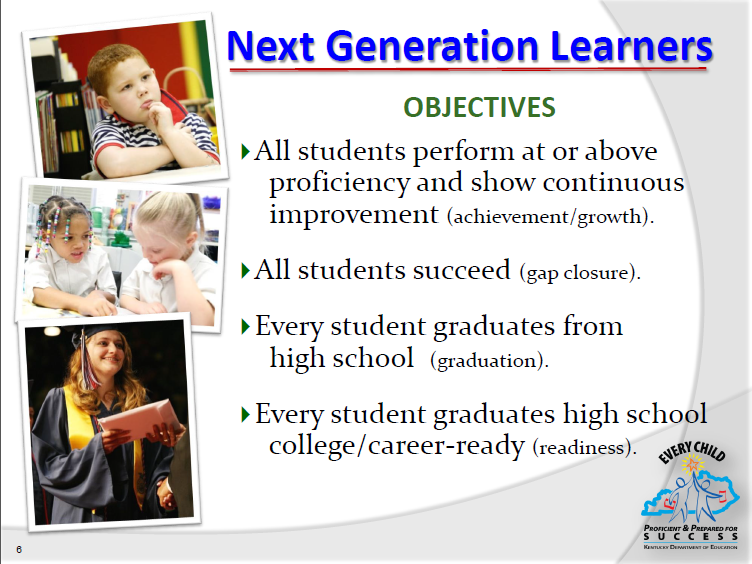 Next Generation Learners
OBJECTIVES
All students perform at or above
proficiency and show continuous
improvement (achievement/growth).
All students succeed (gap closure).
Every student graduates from
high school (graduation).
Every student graduates high school
college/career-ready (readiness).
EVERY CHILD
PROFICIENT & PREPARED FOR
SUCCESS
KENTUCKY DEPARTMENT OF EDUCATION
6